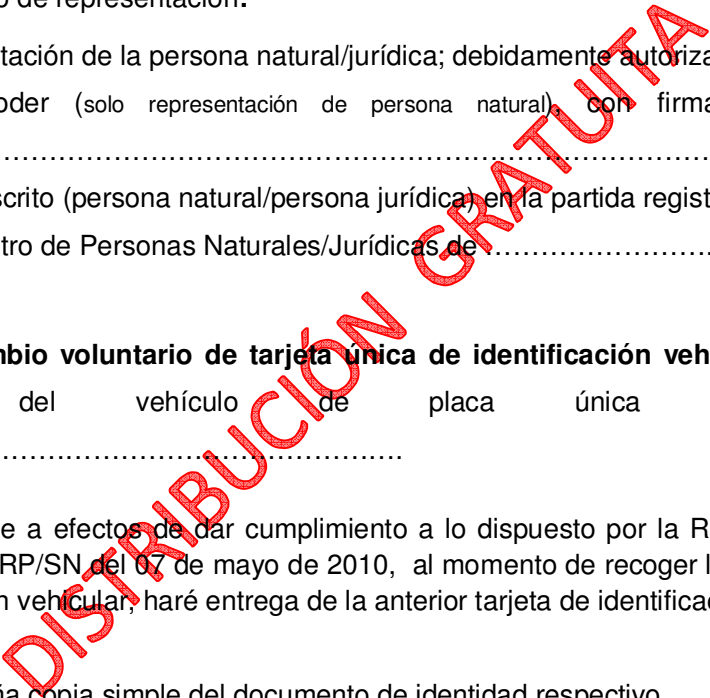 o de representación.
tación de la persona natural/jurídica; debidamente autoriza
oder (solo representación de persona natural), con firma
……………………………………………………………………
scrito (persona natural/persona jurídica) en la partida regist
tro de Personas Naturales/Jurídicas de ……………………….
mbio voluntario de tarjeta única de identificación veh
del vehículo de placa única
………………………………………..
e a efectos de dar cumplimiento a lo dispuesto por la R
RP/SN del 07 de mayo de 2010, al momento de recoger l
n vehicular, haré entrega de la anterior tarjeta de identificac
ña copia simple del documento de identidad respectivo
DISTRIBUCIÓN GRATUITA